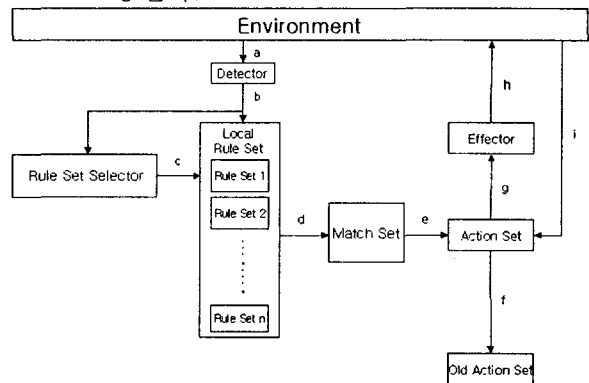 Environment
a
Detector
b
h
i
Local
Rule Set
Effector
Rule Set Selector
c
Rule Set 1
Rule Set 2
d
Match Set
e
g
Action Set
f
Rule Set n
Old Action Set